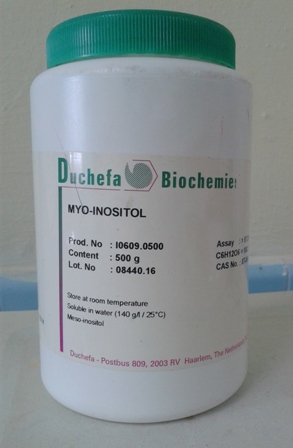 Duchefa Biochemie
MYO-INOSITOL
Prod. No : I0609.0500
Content : 500 g
Lot. No : 08440.16
Assay
C6H12O6
CAS No.
Store at room temperature
Soluble in water (140 g/l / 25°C)
Meso-inositol
Duchefa - Postbus 809, 2003 RV Haarlem, The Netherlands